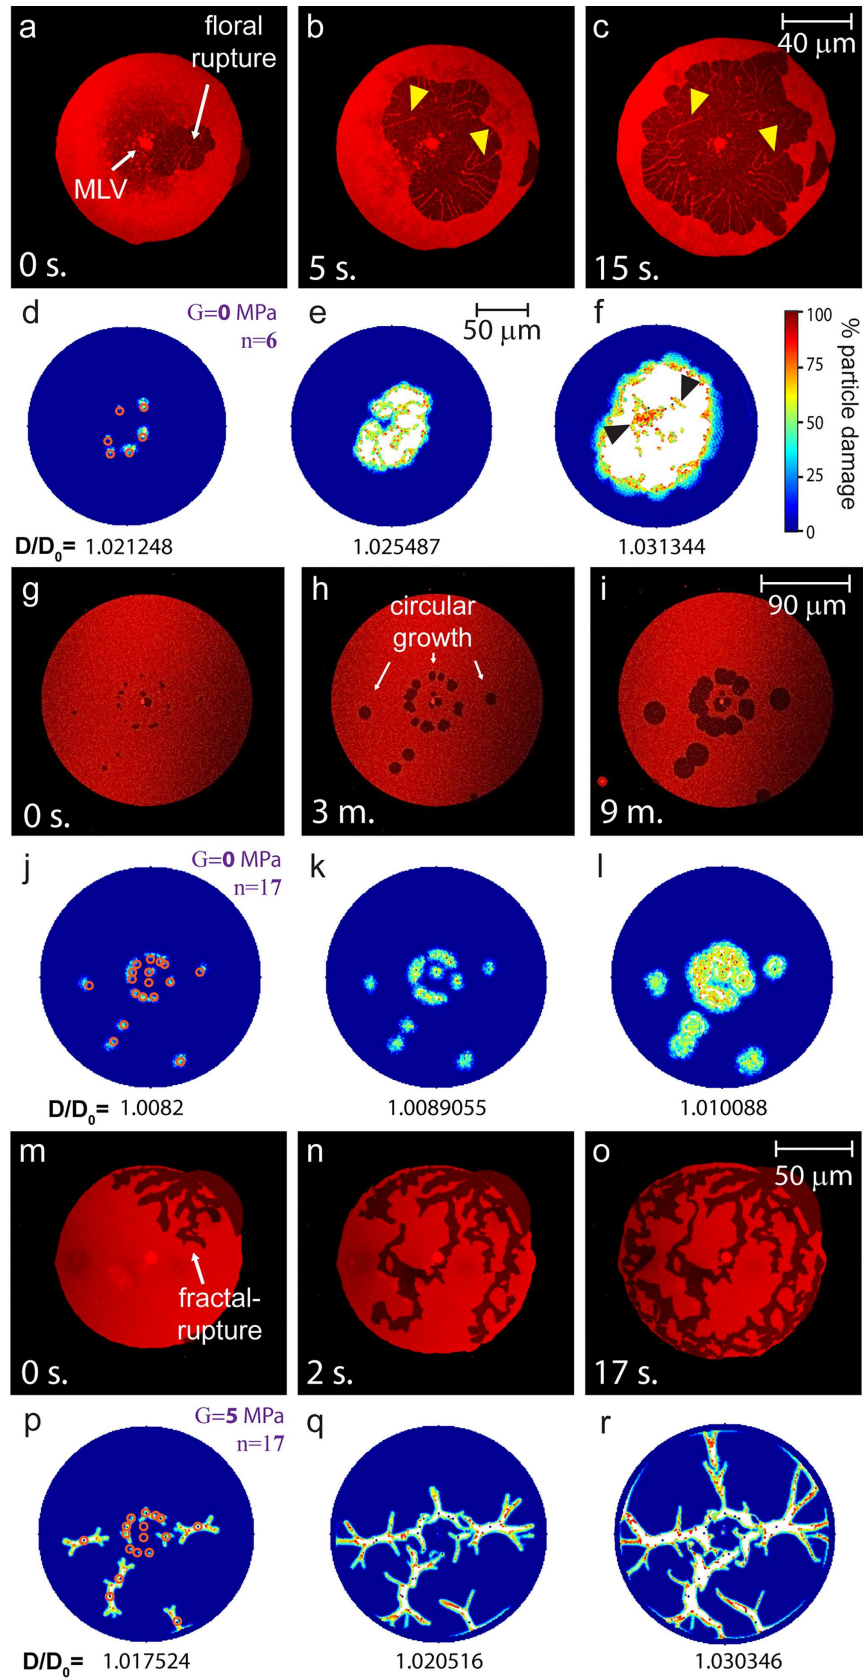 a
floral
rupture
MLV
0 s.
b
5 s.
c
40 μm
15 s.
d
G=0 MPa
n=6
e
50 μm
f
100
75
50
25
0
% particle damage
D/D₀= 1.021248
1.025487
1.031344
g
0 s.
h
circular
growth
3 m.
i
90 μm
9 m.
j
G=0 MPa
n=17
k
l
D/D₀= 1.0082
1.0089055
1.010088
m
fractal-
rupture
0 s.
n
2 s.
o
50 μm
17 s.
p
G=5 MPa
n=17
q
r
D/D₀= 1.017524
1.020516
1.030346